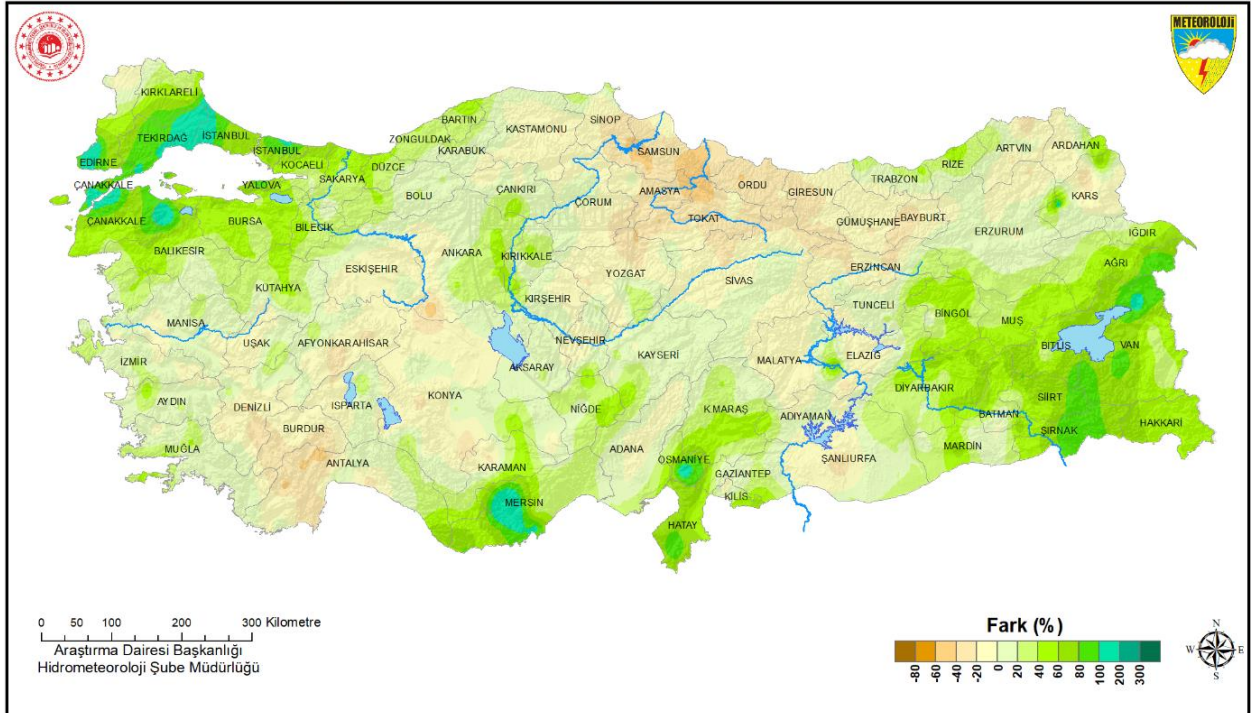 METEOROLOJİ
KIRKLARELİ
TEKİRDAĞ
İSTANBUL
EDİRNE
İSTANBUL
KOCAELİ
ÇANAKKALE
YALOVA
SAKARYA
DÜZCE
ZONGULDAK
BARTIN
KARABÜK
KASTAMONU
SİNOP
SAMSUN
ORDU
GİRESUN
TRABZON
RİZE
ARTVİN
ARDAHAN
KARS
ÇANAKKALE
BURSA
BİLECİK
BOLU
ÇANKIRI
ÇORUM
AMASYA
TOKAT
GÜMÜŞHANE
BAYBURT
ERZURUM
IĞDIR
AĞRI
BALIKESİR
KÜTAHYA
ESKİŞEHİR
ANKARA
KIRIKKALE
KIRŞEHİR
YOZGAT
SİVAS
ERZİNCAN
TUNCELİ
BİNGÖL
MUŞ
BİTLİS
VAN
MANİSA
UŞAK
AFYONKARAHİSAR
AKSARAY
NEVŞEHİR
KAYSERİ
MALATYA
ELAZIĞ
DİYARBAKIR
BATMAN
SİİRT
ŞIRNAK
HAKKARİ
İZMİR
AYDIN
DENİZLİ
ISPARTA
KONYA
NİĞDE
K.MARAŞ
ADIYAMAN
MARDİN
MUĞLA
BURDUR
ANTALYA
KARAMAN
MERSİN
ADANA
OSMANİYE
GAZİANTEP
KİLİS
ŞANLIURFA
HATAY
0 50 100 200 300 Kilometre
Araştırma Dairesi Başkanlığı
Hidrometeoroloji Şube Müdürlüğü
Fark (%)
-80 -60 -40 -20 0 20 40 60 80 100 200 300
N
W E
S